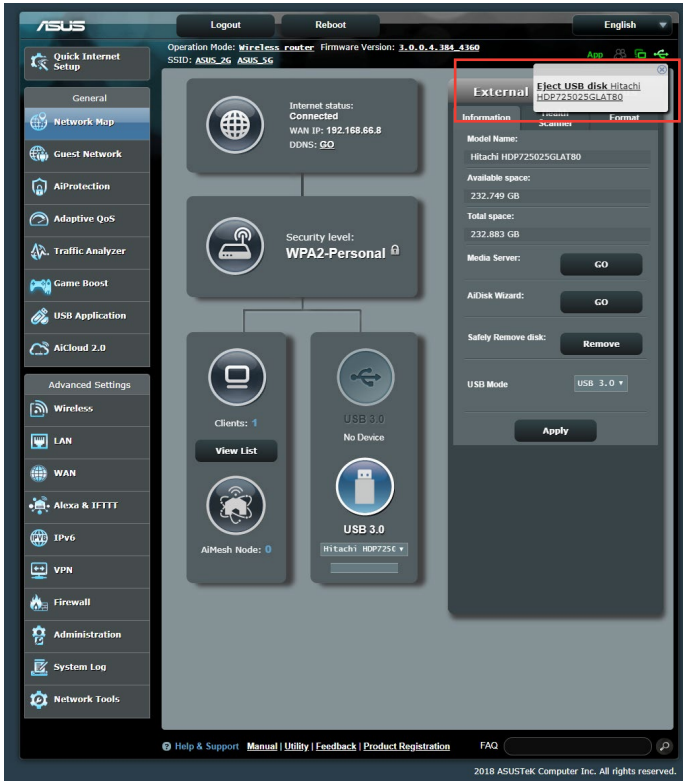 ASUS
Logout
Reboot
English
Quick Internet
Setup
Operation Mode: Wireless router Firmware Version: 3.0.0.4.384_4360
SSID: ASUS_2G ASUS_5G
App
General
Network Map
Guest Network
AiProtection
Adaptive QoS
Traffic Analyzer
Game Boost
USB Application
AiCloud 2.0
Advanced Settings
Wireless
LAN
WAN
Alexa & IFTTT
IPv6
VPN
Firewall
Administration
System Log
Network Tools
Internet status:
Connected
WAN IP: 192.168.66.8
DDNS: GO
Security level:
WPA2-Personal
Clients: 1
View List
AiMesh Node: 0
USB 3.0
No Device
USB 3.0
Hitachi HDP725
External
Eject USB disk Hitachi
HDP725025GLAT80
Information
Health
Scanner
Format
Model Name:
Hitachi HDP725025GLAT80
Available space:
232.749 GB
Total space:
232.883 GB
Media Server:
GO
AiDisk Wizard:
GO
Safely Remove disk:
Remove
USB Mode
USB 3.0
Apply
Help & Support Manual | Utility | Feedback | Product Registration
FAQ
2018 ASUSTeK Computer Inc. All rights reserved.